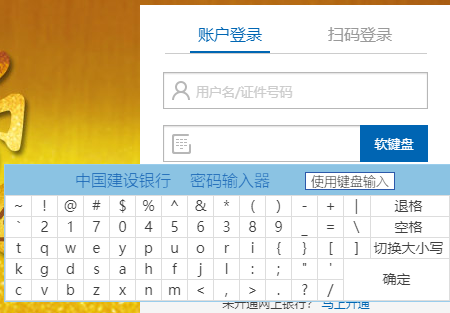 账户登录 扫码登录
用户名/证件号码
软键盘
中国建设银行 密码输入器 使用键盘输入
~ ! @ # $ % ^ & * ( ) - + | 退格
` 2 1 7 0 4 5 6 3 8 9 _ = \ 空格
t q w e y p u o r i { } [ ] 切换大小写
k g d s a h f j l : ; " '
c v b z x n m < , > . ? / 确定
未开通网上银行? 马上开通